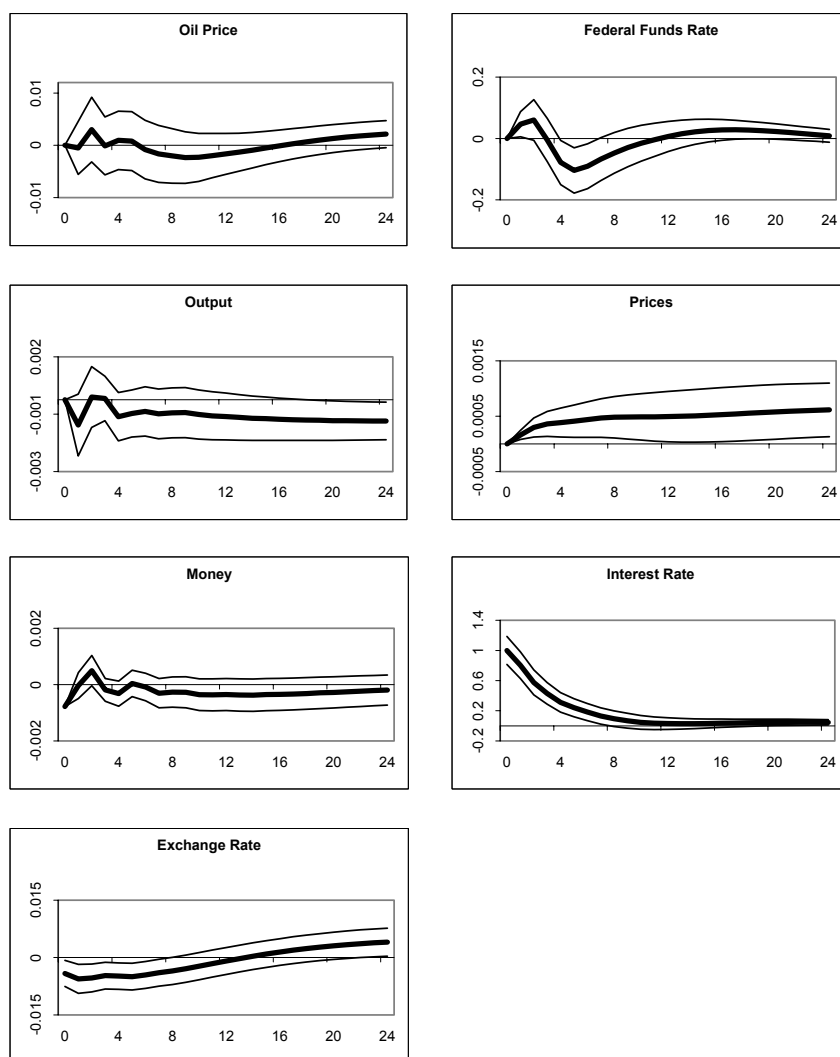 Oil Price
0.01
0
-0.01
0 4 8 12 16 20 24
Federal Funds Rate
0.2
0
-0.2
0 4 8 12 16 20 24
Output
0.002
-0.001
-0.003
0 4 8 12 16 20 24
Prices
0.0015
0.0005
-0.0005
0 4 8 12 16 20 24
Money
0.002
0
-0.002
0 4 8 12 16 20 24
Interest Rate
1.4
1
0.6
0.2
-0.2
0 4 8 12 16 20 24
Exchange Rate
0.015
0
-0.015
0 4 8 12 16 20 24